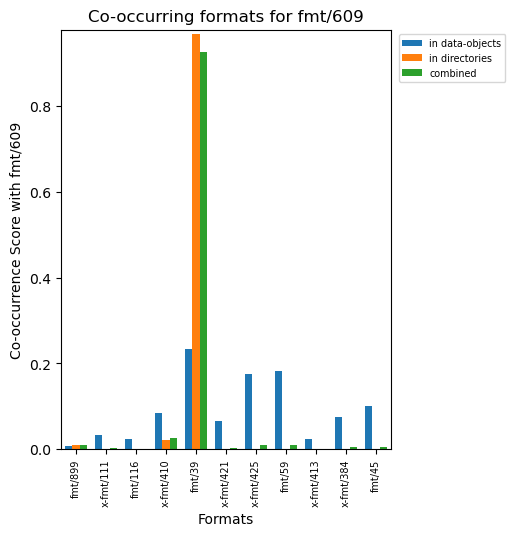 Co-occurring formats for fmt/609
in data-objects
in directories
combined
Co-occurrence Score with fmt/609
0.8
0.6
0.4
0.2
0.0
fmt/899
x-fmt/111
fmt/116
x-fmt/410
fmt/39
x-fmt/421
x-fmt/425
fmt/59
x-fmt/413
x-fmt/384
fmt/45
Formats